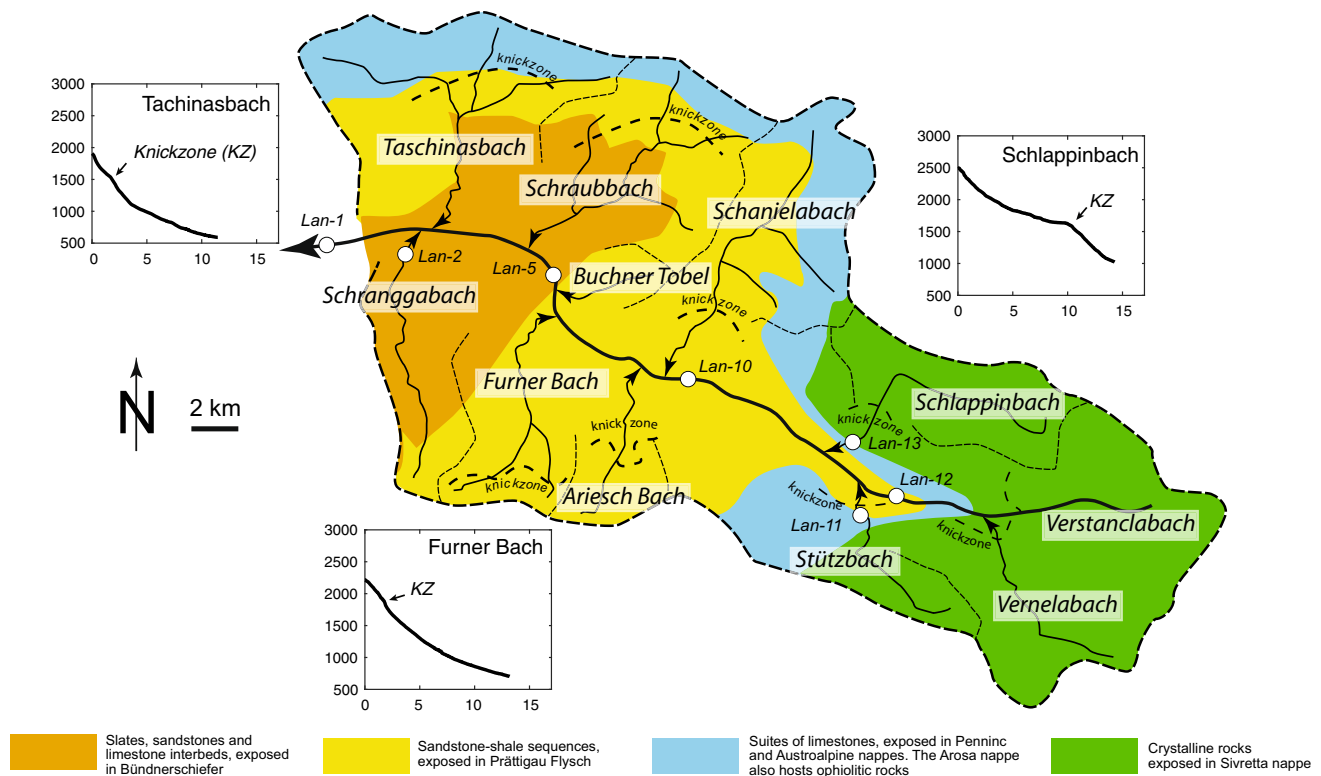 3000
2500
2000
1500
1000
500
0
5
10
15
Tachinasbach
Knickzone (KZ)
knickzone
knickzone
Taschinasbach
Schraubbach
Schanielabach
3000
2500
2000
1500
1000
500
0
5
10
15
Schlappinbach
KZ
Lan-1
Lan-2
Lan-5
Buchner Tobel
Schranggabach
knick zone
N
2 km
Furner Bach
Lan-10
Schlappinbach
knick zone
Lan-13
knick zone
Lan-12
knickzone
Ariesch Bach
knickzone
Lan-11
Verstanclabach
knickzone
Stützbach
Vernelabach
3000
2500
2000
1500
1000
500
0
5
10
15
Furner Bach
KZ
Slates, sandstones and
limestone interbeds, exposed
in Bündnerschiefer
Sandstone-shale sequences,
exposed in Prättigau Flysch
Suites of limestones, exposed in Penninc
and Austroalpine nappes. The Arosa nappe
also hosts ophiolitic rocks
Crystalline rocks
exposed in Sivretta nappe